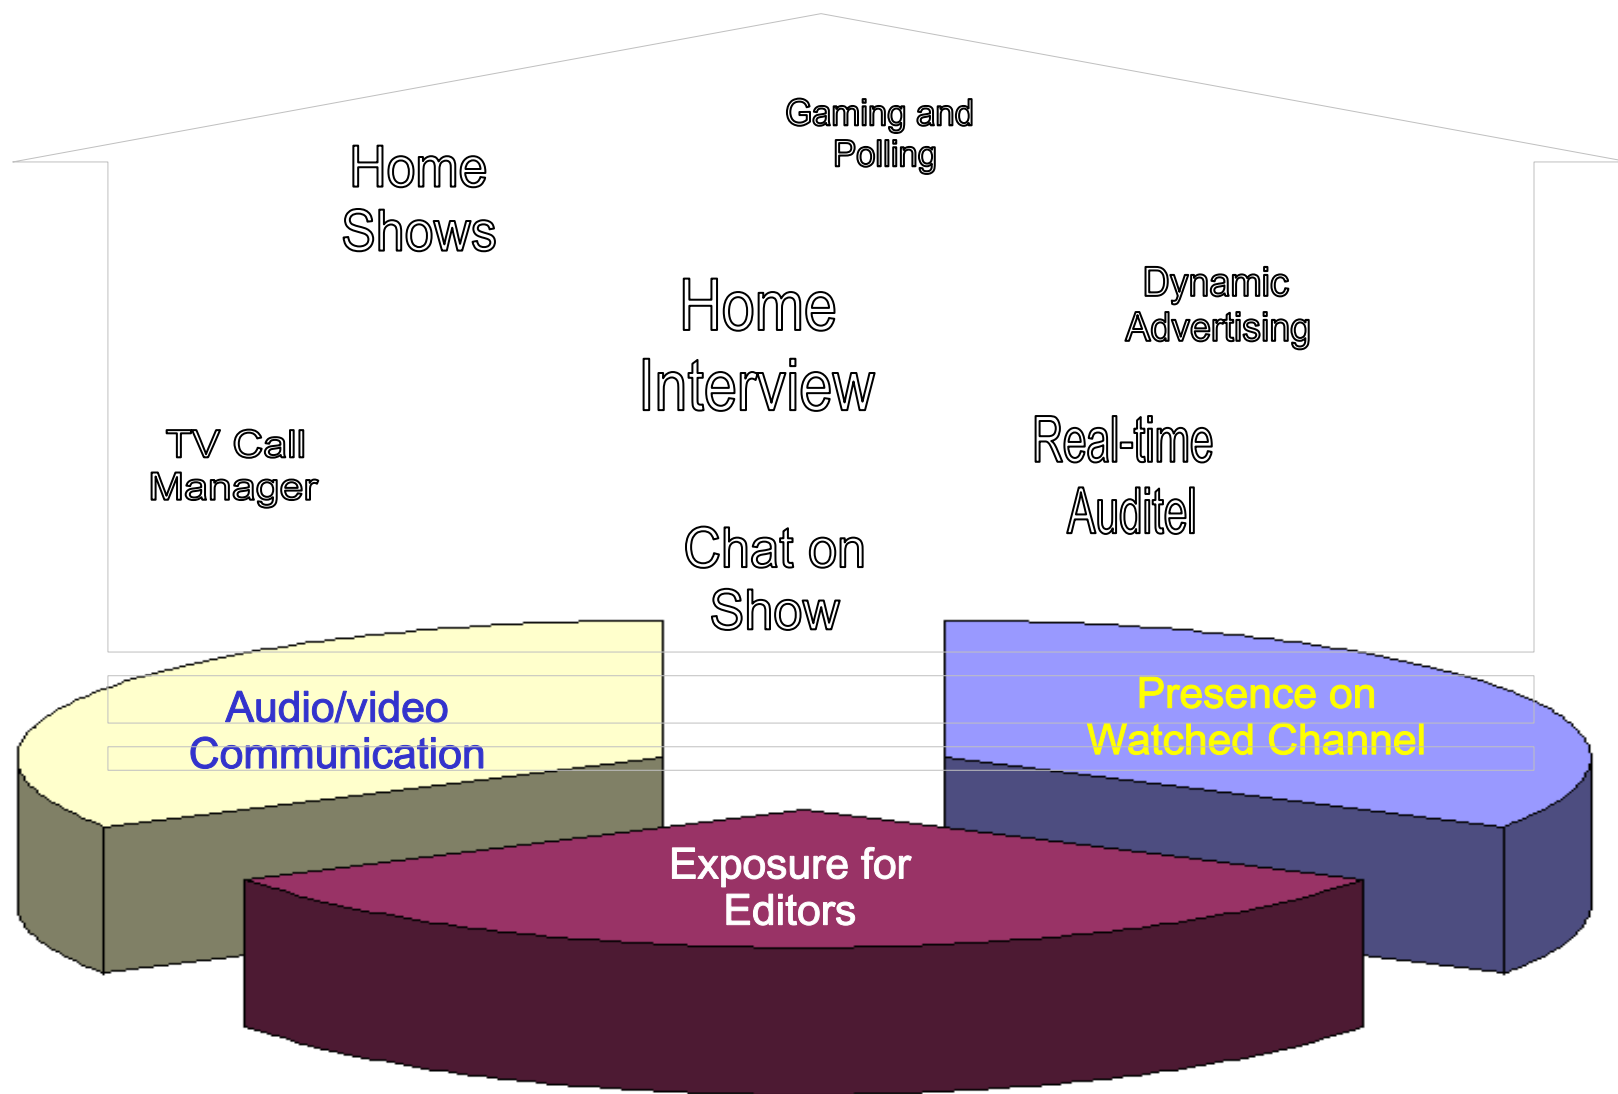 Gaming and
Polling
Home
Shows
Home
Interview
Dynamic
Advertising
TV Call
Manager
Real-time
Auditel
Chat on
Show
Audio/video
Communication
Presence on
Watched Channel
Exposure for
Editors